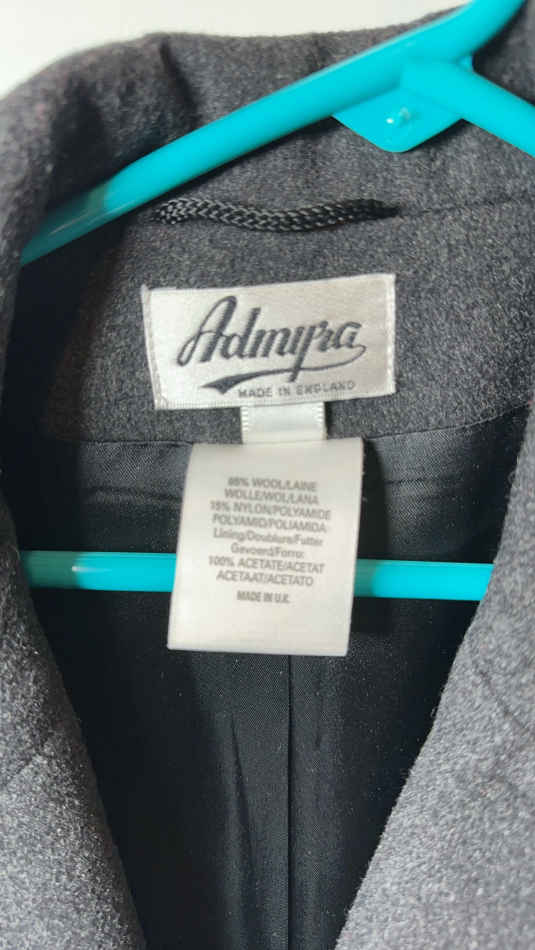 Admyra
MADE IN ENGLAND
85% WOOL/LAINE
WOLLE/WOL/LANA
15% NYLON/POLYAMIDE
POLYAMID/POLIAMIDA
Lining/Doublure/Futter
Gevoerd/Forro:
100% ACETATE/ACETAT
ACETAAT/ACETATO
MADE IN U.K.